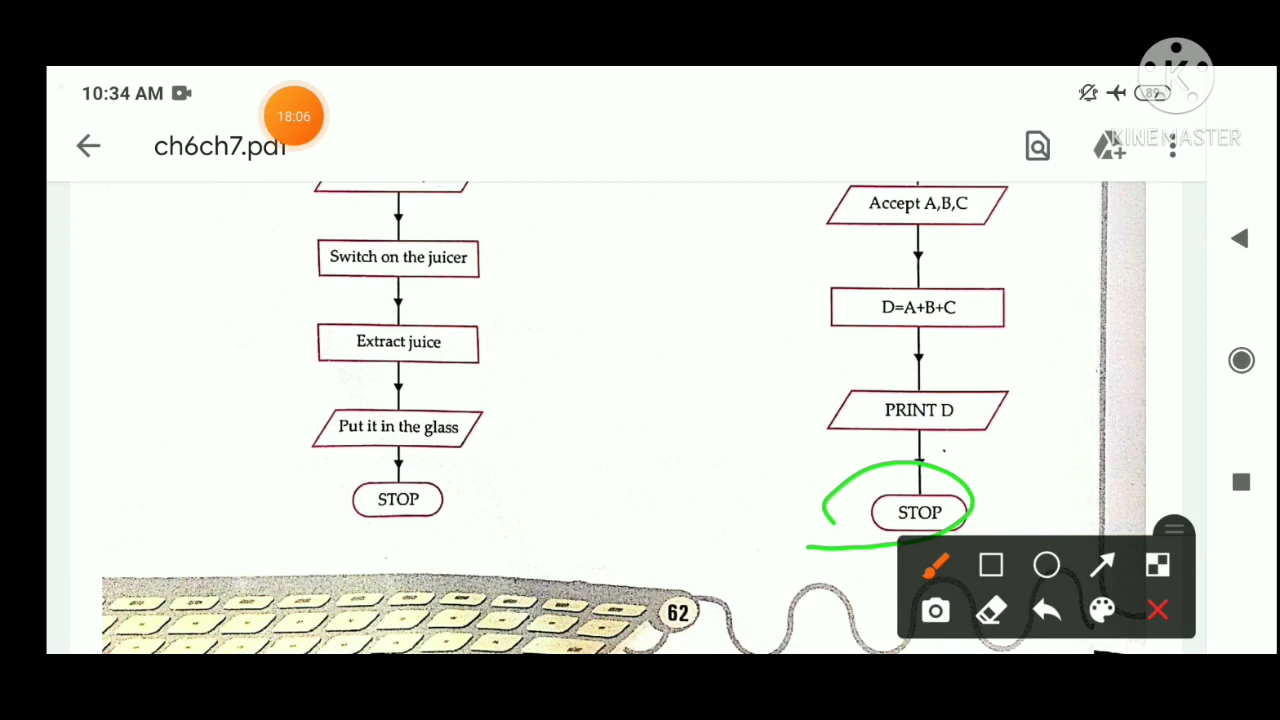 10:34 AM
18:06
89
KINEMASTER
ch6ch7.pdf
Accept A,B,C
Switch on the juicer
D=A+B+C
Extract juice
PRINT D
Put it in the glass
STOP
STOP
62